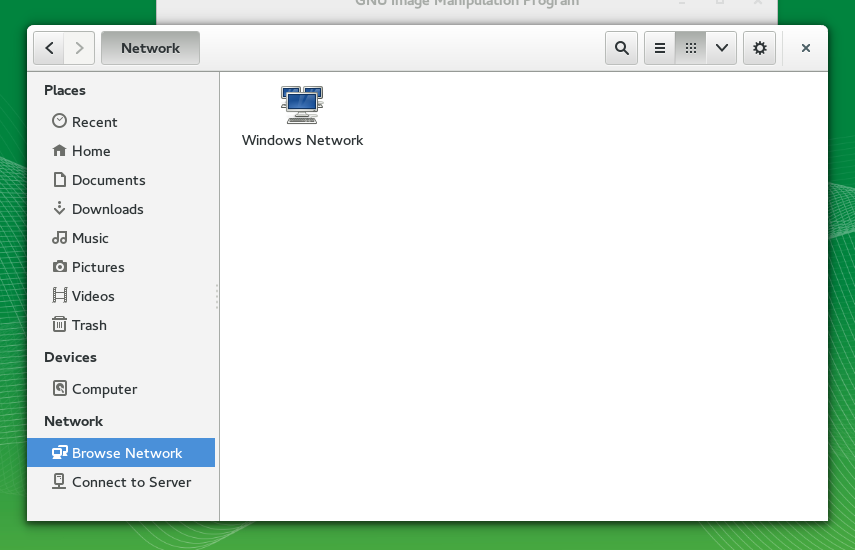 GNU Image Manipulation Program
Network
Places
Recent
Home
Documents
Downloads
Music
Pictures
Videos
Trash
Devices
Computer
Network
Browse Network
Connect to Server
Windows Network